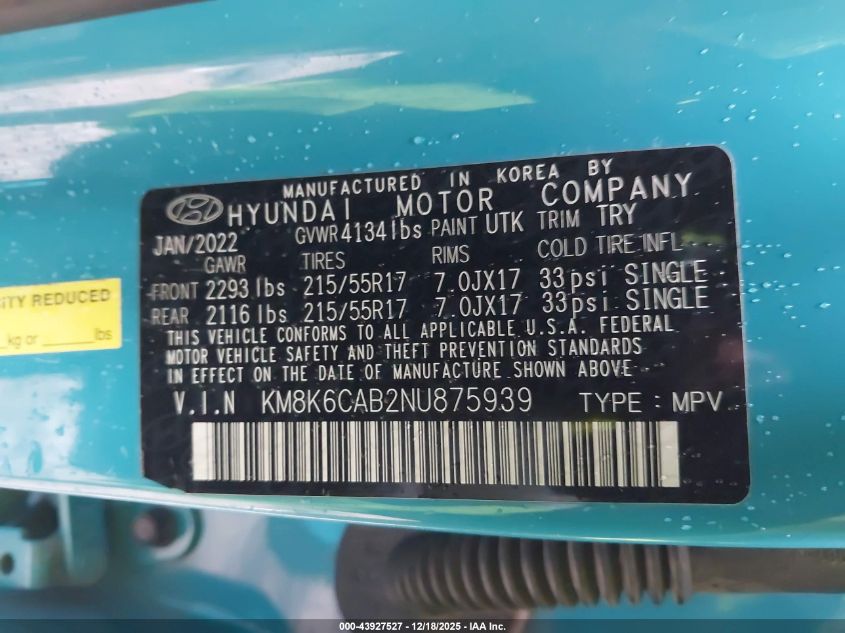 MANUFACTURED IN KOREA BY
HYUNDAI MOTOR COMPANY
JAN/2022 GVWR 4134 lbs PAINT UTK TRIM TRY
GAWR TIRES RIMS COLD TIRE INFL
FRONT 2293 lbs 215/55R17 7.0JX17 33psi SINGLE
REAR 2116 lbs 215/55R17 7.0JX17 33psi SINGLE
THIS VEHICLE CONFORMS TO ALL APPLICABLE U.S.A. FEDERAL
MOTOR VEHICLE SAFETY AND THEFT PREVENTION STANDARDS
IN EFFECT ON THE DATE OF MANUFACTURE SHOWN ABOVE.
V.I.N KM8K6CAB2NU875939 TYPE : MPV
REDUCED
kg or ______ lbs
000-43927527 - 12/18/2025 - IAA Inc.